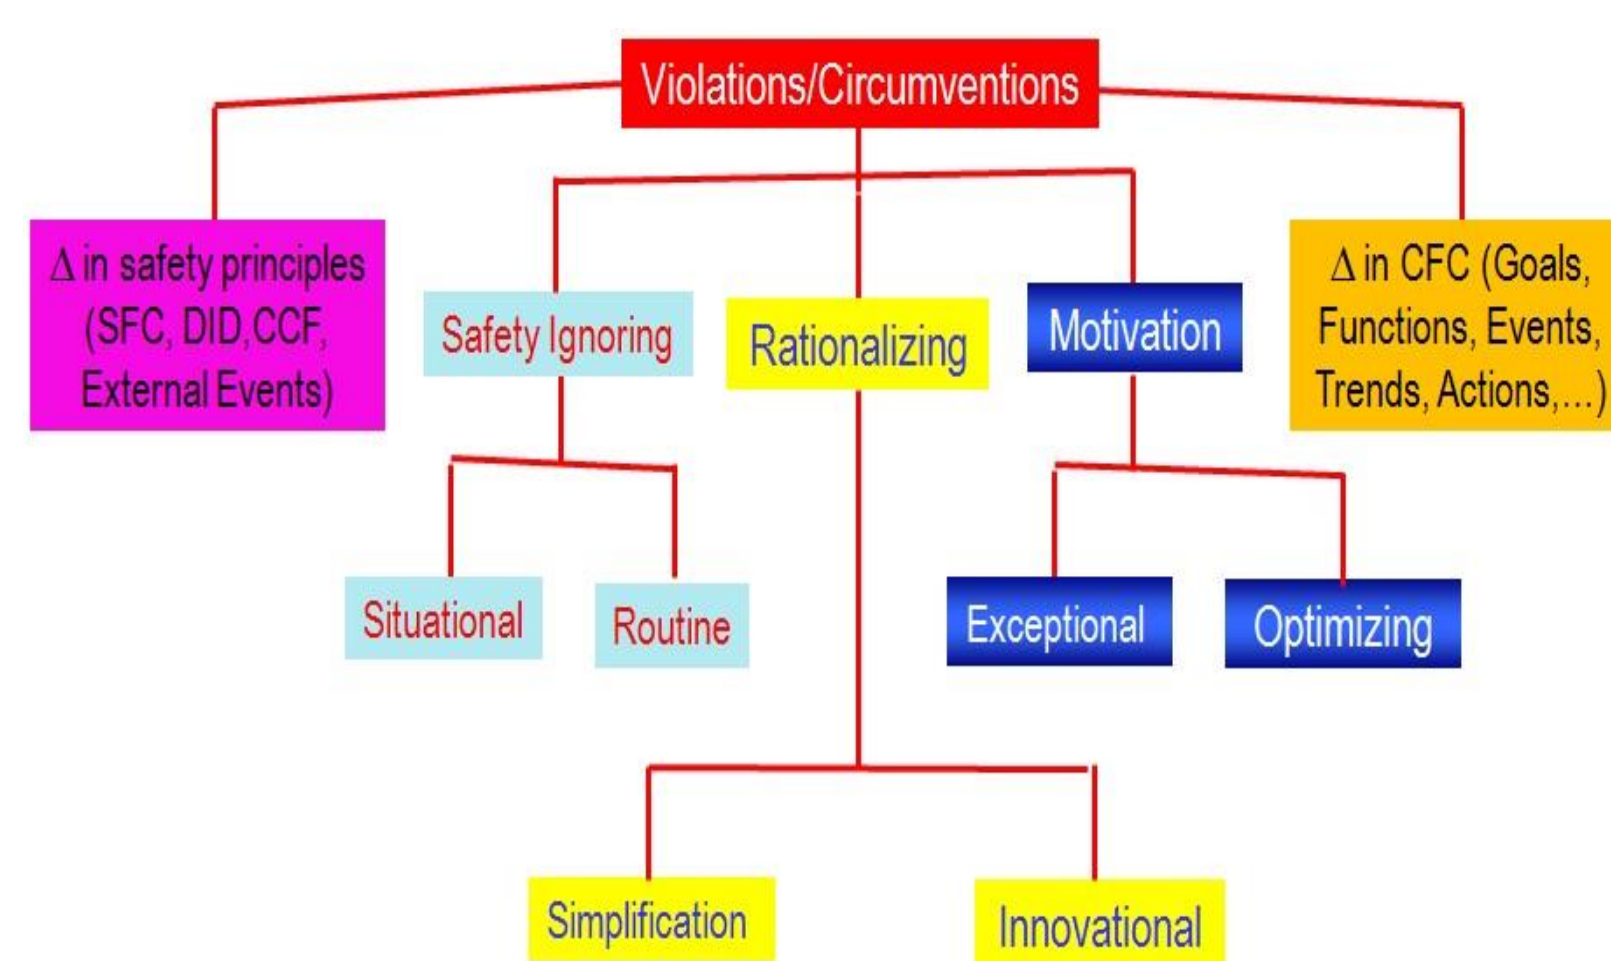 Violations/Circumventions
Δ in safety principles
(SFC, DID,CCF,
External Events)
Safety Ignoring
Rationalizing
Motivation
Δ in CFC (Goals,
Functions, Events,
Trends, Actions,…)
Situational
Routine
Exceptional
Optimizing
Simplification
Innovational